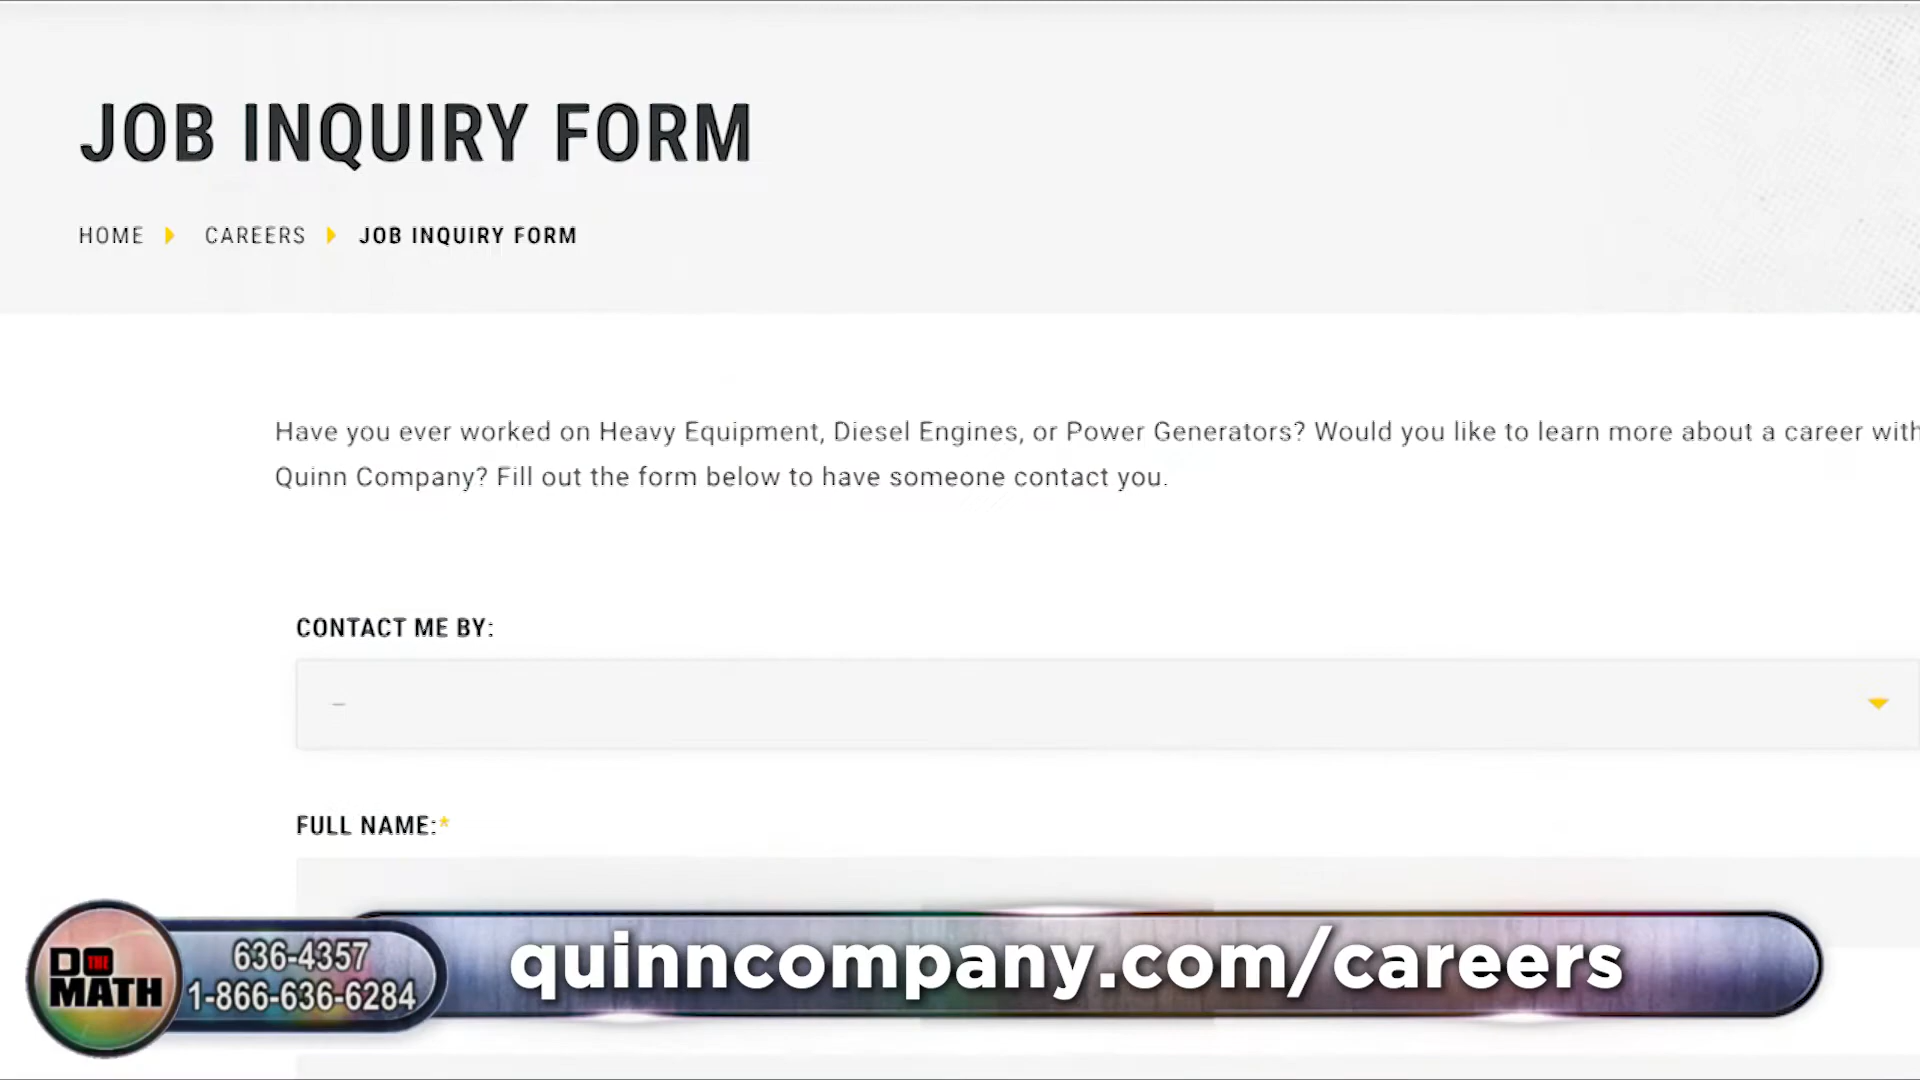 JOB INQUIRY FORM
HOME CAREERS JOB INQUIRY FORM
Have you ever worked on Heavy Equipment, Diesel Engines, or Power Generators? Would you like to learn more about a career with
Quinn Company? Fill out the form below to have someone contact you.
CONTACT ME BY:
–
FULL NAME:*
DO THE MATH
636-4357
1-866-636-6284
quinncompany.com/careers